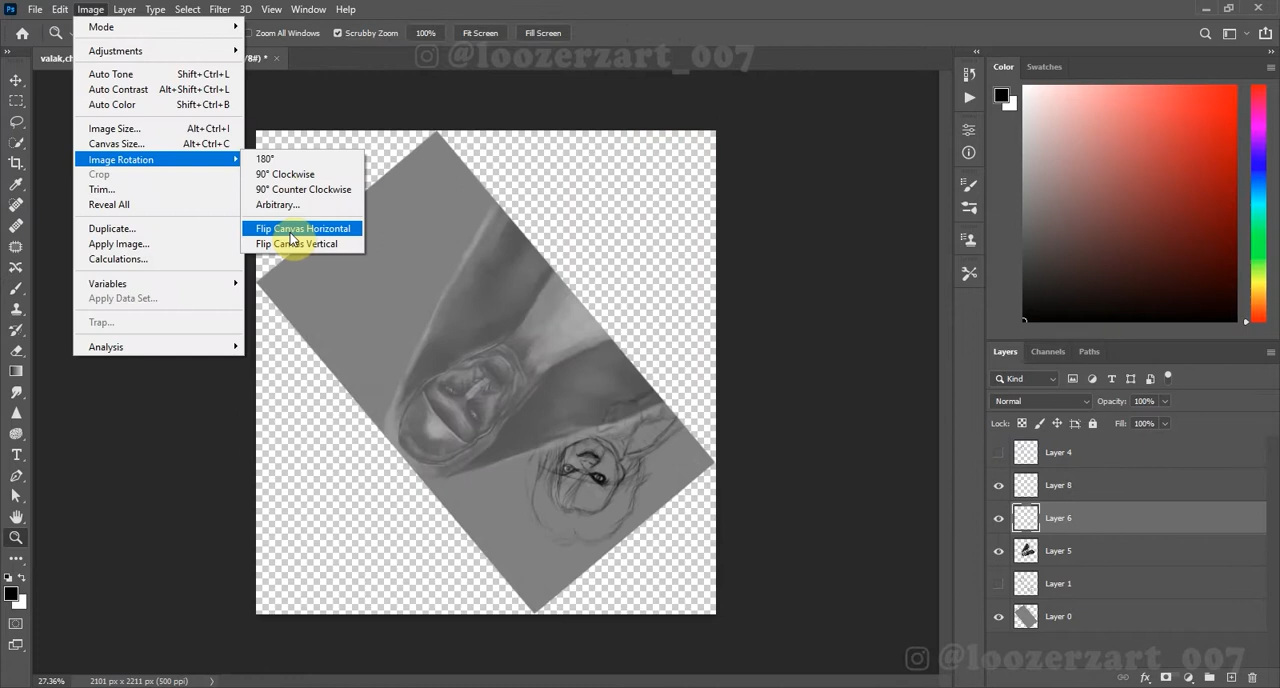 Ps File Edit Image Layer Type Select Filter 3D View Window Help
Zoom All Windows Scrubby Zoom 100% Fit Screen Fill Screen
@loozerzart_007
valak,ch /8#) *
Mode
Adjustments
Auto Tone Shift+Ctrl+L
Auto Contrast Alt+Shift+Ctrl+L
Auto Color Shift+Ctrl+B
Image Size... Alt+Ctrl+I
Canvas Size... Alt+Ctrl+C
Image Rotation
Crop
Trim...
Reveal All
Duplicate...
Apply Image...
Calculations...
Variables
Apply Data Set...
Trap...
Analysis
180°
90° Clockwise
90° Counter Clockwise
Arbitrary...
Flip Canvas Horizontal
Flip Canvas Vertical
Color Swatches
Layers Channels Paths
Kind
Normal Opacity: 100%
Lock: Fill: 100%
Layer 4
Layer 8
Layer 6
Layer 5
Layer 1
Layer 0
@loozerzart_007
27.36% 2101 px x 2211 px (500 ppi)